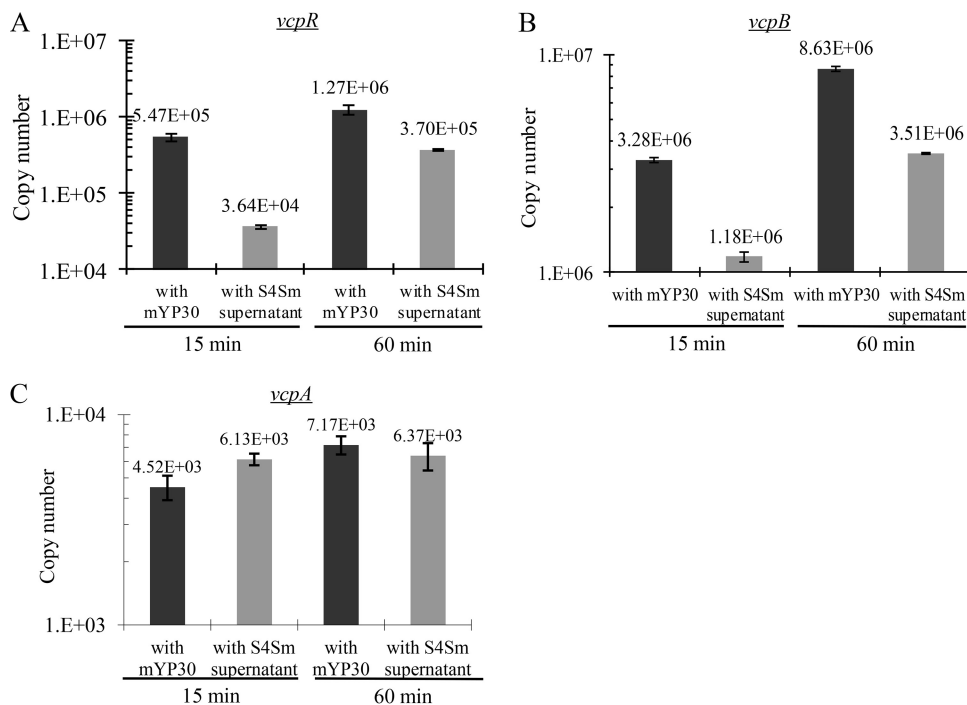 A
vcpR
1.E+07
1.E+06
1.E+05
1.E+04
Copy number
5.47E+05
3.64E+04
1.27E+06
3.70E+05
with mYP30
with S4Sm supernatant
with mYP30
with S4Sm supernatant
15 min
60 min
B
vcpB
1.E+07
1.E+06
Copy number
3.28E+06
1.18E+06
8.63E+06
3.51E+06
with mYP30
with S4Sm supernatant
with mYP30
with S4Sm supernatant
15 min
60 min
C
vcpA
1.E+04
1.E+03
Copy number
4.52E+03
6.13E+03
7.17E+03
6.37E+03
with mYP30
with S4Sm supernatant
with mYP30
with S4Sm supernatant
15 min
60 min